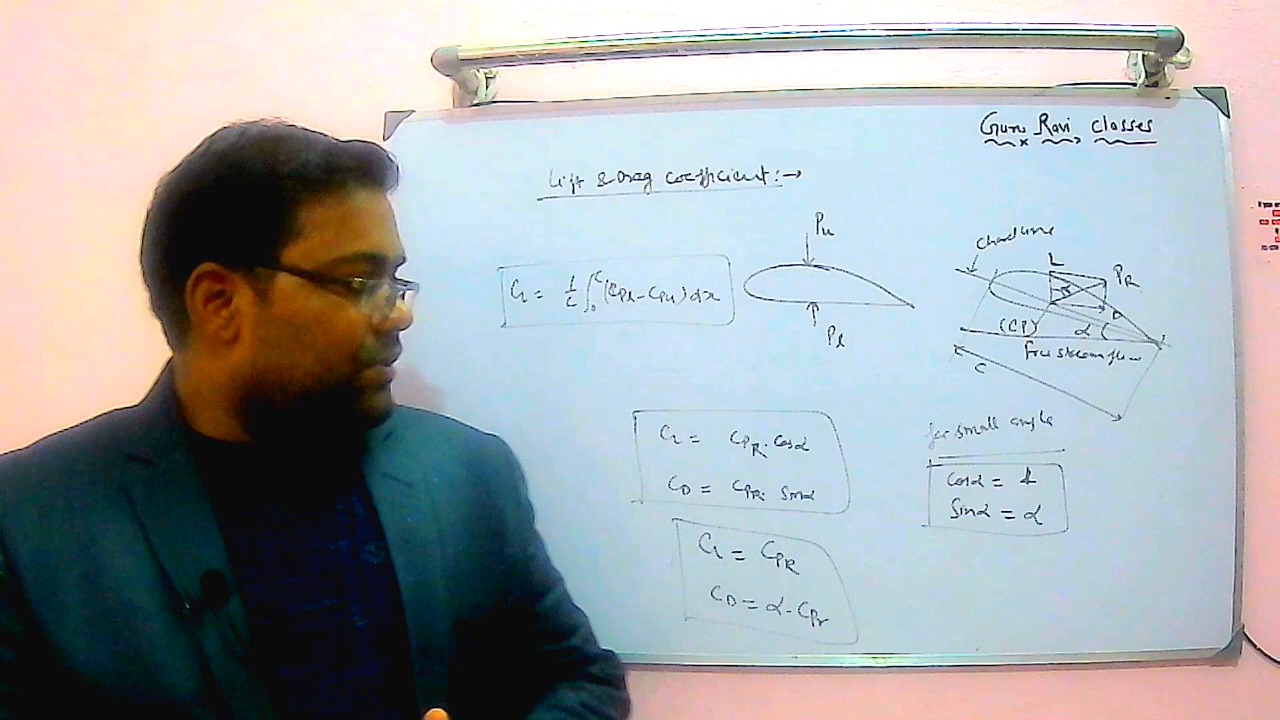 Guru Ravi classes
Lift & Drag coefficient :→
Pu
CL = 1/C ∫₀ᶜ (CPl - CPu) dx
Pl
chord line
L
PR
D
α
(CP)
α
free stream flow
C
CL = CPR. cosα
CD = CPR. sinα
for small angle
cosα = 1
sinα = α
CL = CPR
CD = α · CPr